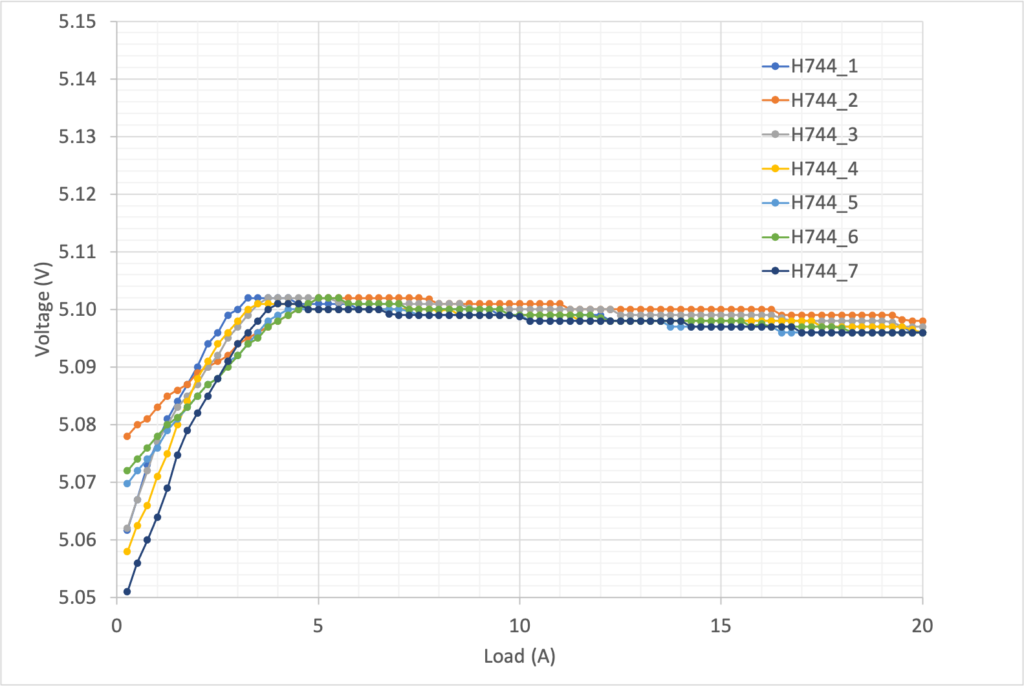 5.15
5.14
5.13
5.12
5.11
5.10
5.09
5.08
5.07
5.06
5.05
Voltage (V)
0 5 10 15 20
Load (A)
H744_1
H744_2
H744_3
H744_4
H744_5
H744_6
H744_7